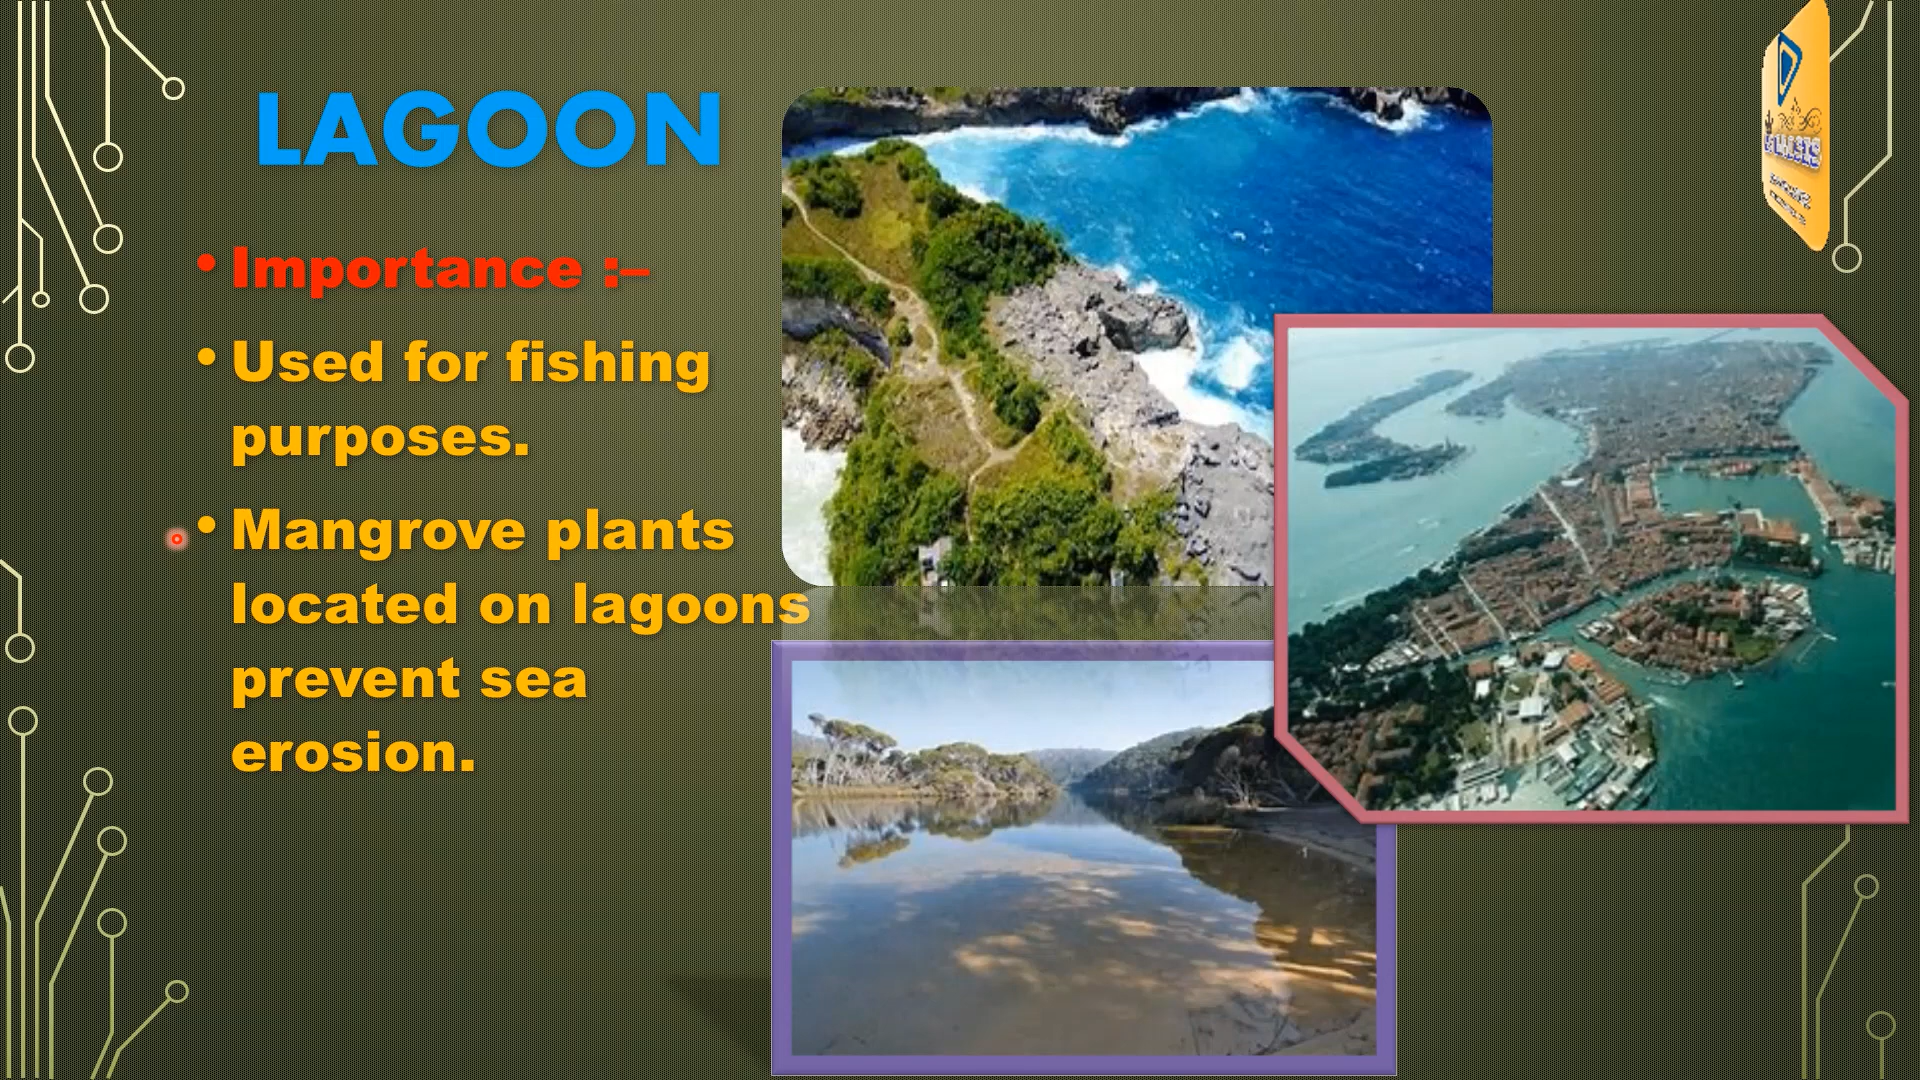 LAGOON
• Importance :–
• Used for fishing
purposes.
• Mangrove plants
located on lagoons
prevent sea
erosion.